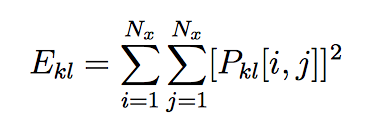 $E_{kl} = \sum_{i=1}^{N_x} \sum_{j=1}^{N_x} [P_{kl}[i,j]]^2$